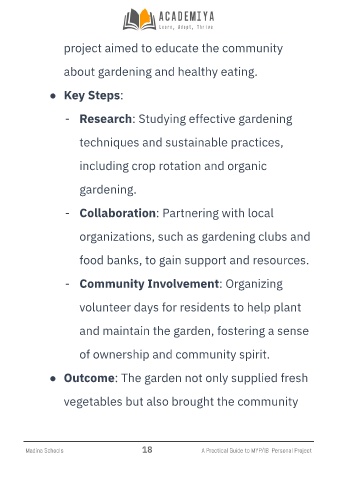 ACADEMIYA
Learn, Adapt, Thrive
project aimed to educate the community
about gardening and healthy eating.
● Key Steps:
- Research: Studying effective gardening
techniques and sustainable practices,
including crop rotation and organic
gardening.
- Collaboration: Partnering with local
organizations, such as gardening clubs and
food banks, to gain support and resources.
- Community Involvement: Organizing
volunteer days for residents to help plant
and maintain the garden, fostering a sense
of ownership and community spirit.
● Outcome: The garden not only supplied fresh
vegetables but also brought the community
Madina Schools 18 A Practical Guide to MYP/IB Personal Project